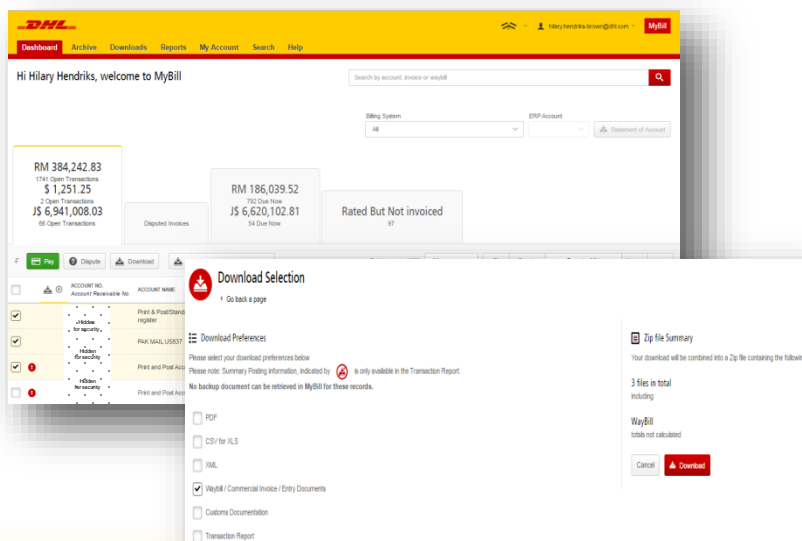 DHL
hilary.hendriks-brown@dhl.com
MyBill
Dashboard Archive Downloads Reports My Account Search Help
Hi Hilary Hendriks, welcome to MyBill
Search by account, invoice or waybill
Billing System
ERP Account
All
Statement of Account
RM 384,242.83
1741 Open Transactions
$ 1,251.25
2 Open Transactions
J$ 6,941,008.03
66 Open Transactions
Disputed Invoices
RM 186,039.52
792 Due Now
J$ 6,620,102.81
54 Due Now
Rated But Not invoiced
97
Pay Dispute Download
ACCOUNT NO.
Account Receivable No.
ACCOUNT NAME
Hidden
for security
Print & Post/Stand
register
Hidden
for security
PAK MAIL US837
Hidden
for security
Print and Post Acc
Print and Post Acc
Download Selection
Go back a page
Download Preferences
Please select your download preferences below
Please note: Summary Posting information, indicated by is only available in the Transaction Report.
No backup document can be retrieved in MyBill for these records.
PDF
CSV for XLS
XML
Waybill / Commercial Invoice / Entry Documents
Customs Documentation
Transaction Report
Zip file Summary
Your download will be combined into a Zip file containing the followin
3 files in total
including:
WayBill
totals not calculated
Cancel Download